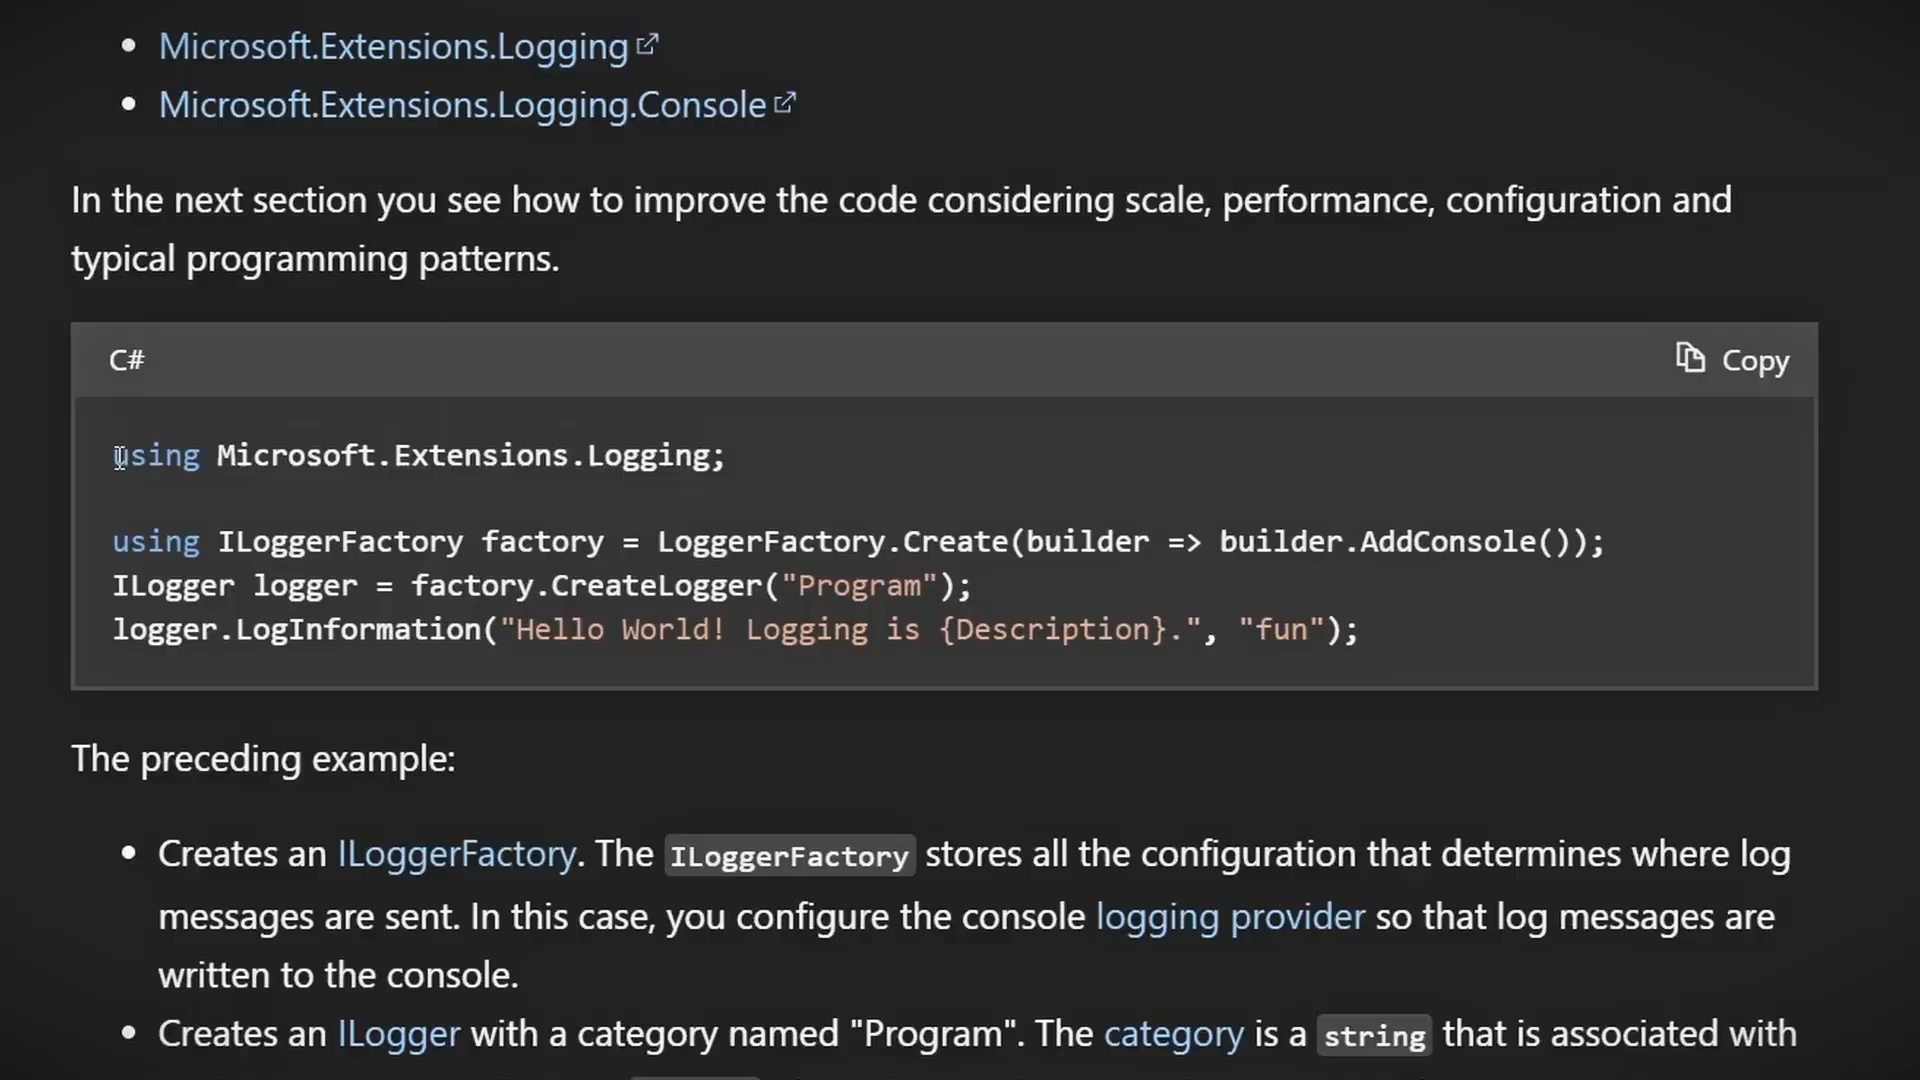 Microsoft.Extensions.Logging
Microsoft.Extensions.Logging.Console
In the next section you see how to improve the code considering scale, performance, configuration and
typical programming patterns.
C#
Copy
using Microsoft.Extensions.Logging;
using ILoggerFactory factory = LoggerFactory.Create(builder => builder.AddConsole());
ILogger logger = factory.CreateLogger("Program");
logger.LogInformation("Hello World! Logging is {Description}.", "fun");
The preceding example:
Creates an ILoggerFactory. The ILoggerFactory stores all the configuration that determines where log
messages are sent. In this case, you configure the console logging provider so that log messages are
written to the console.
Creates an ILogger with a category named "Program". The category is a string that is associated with